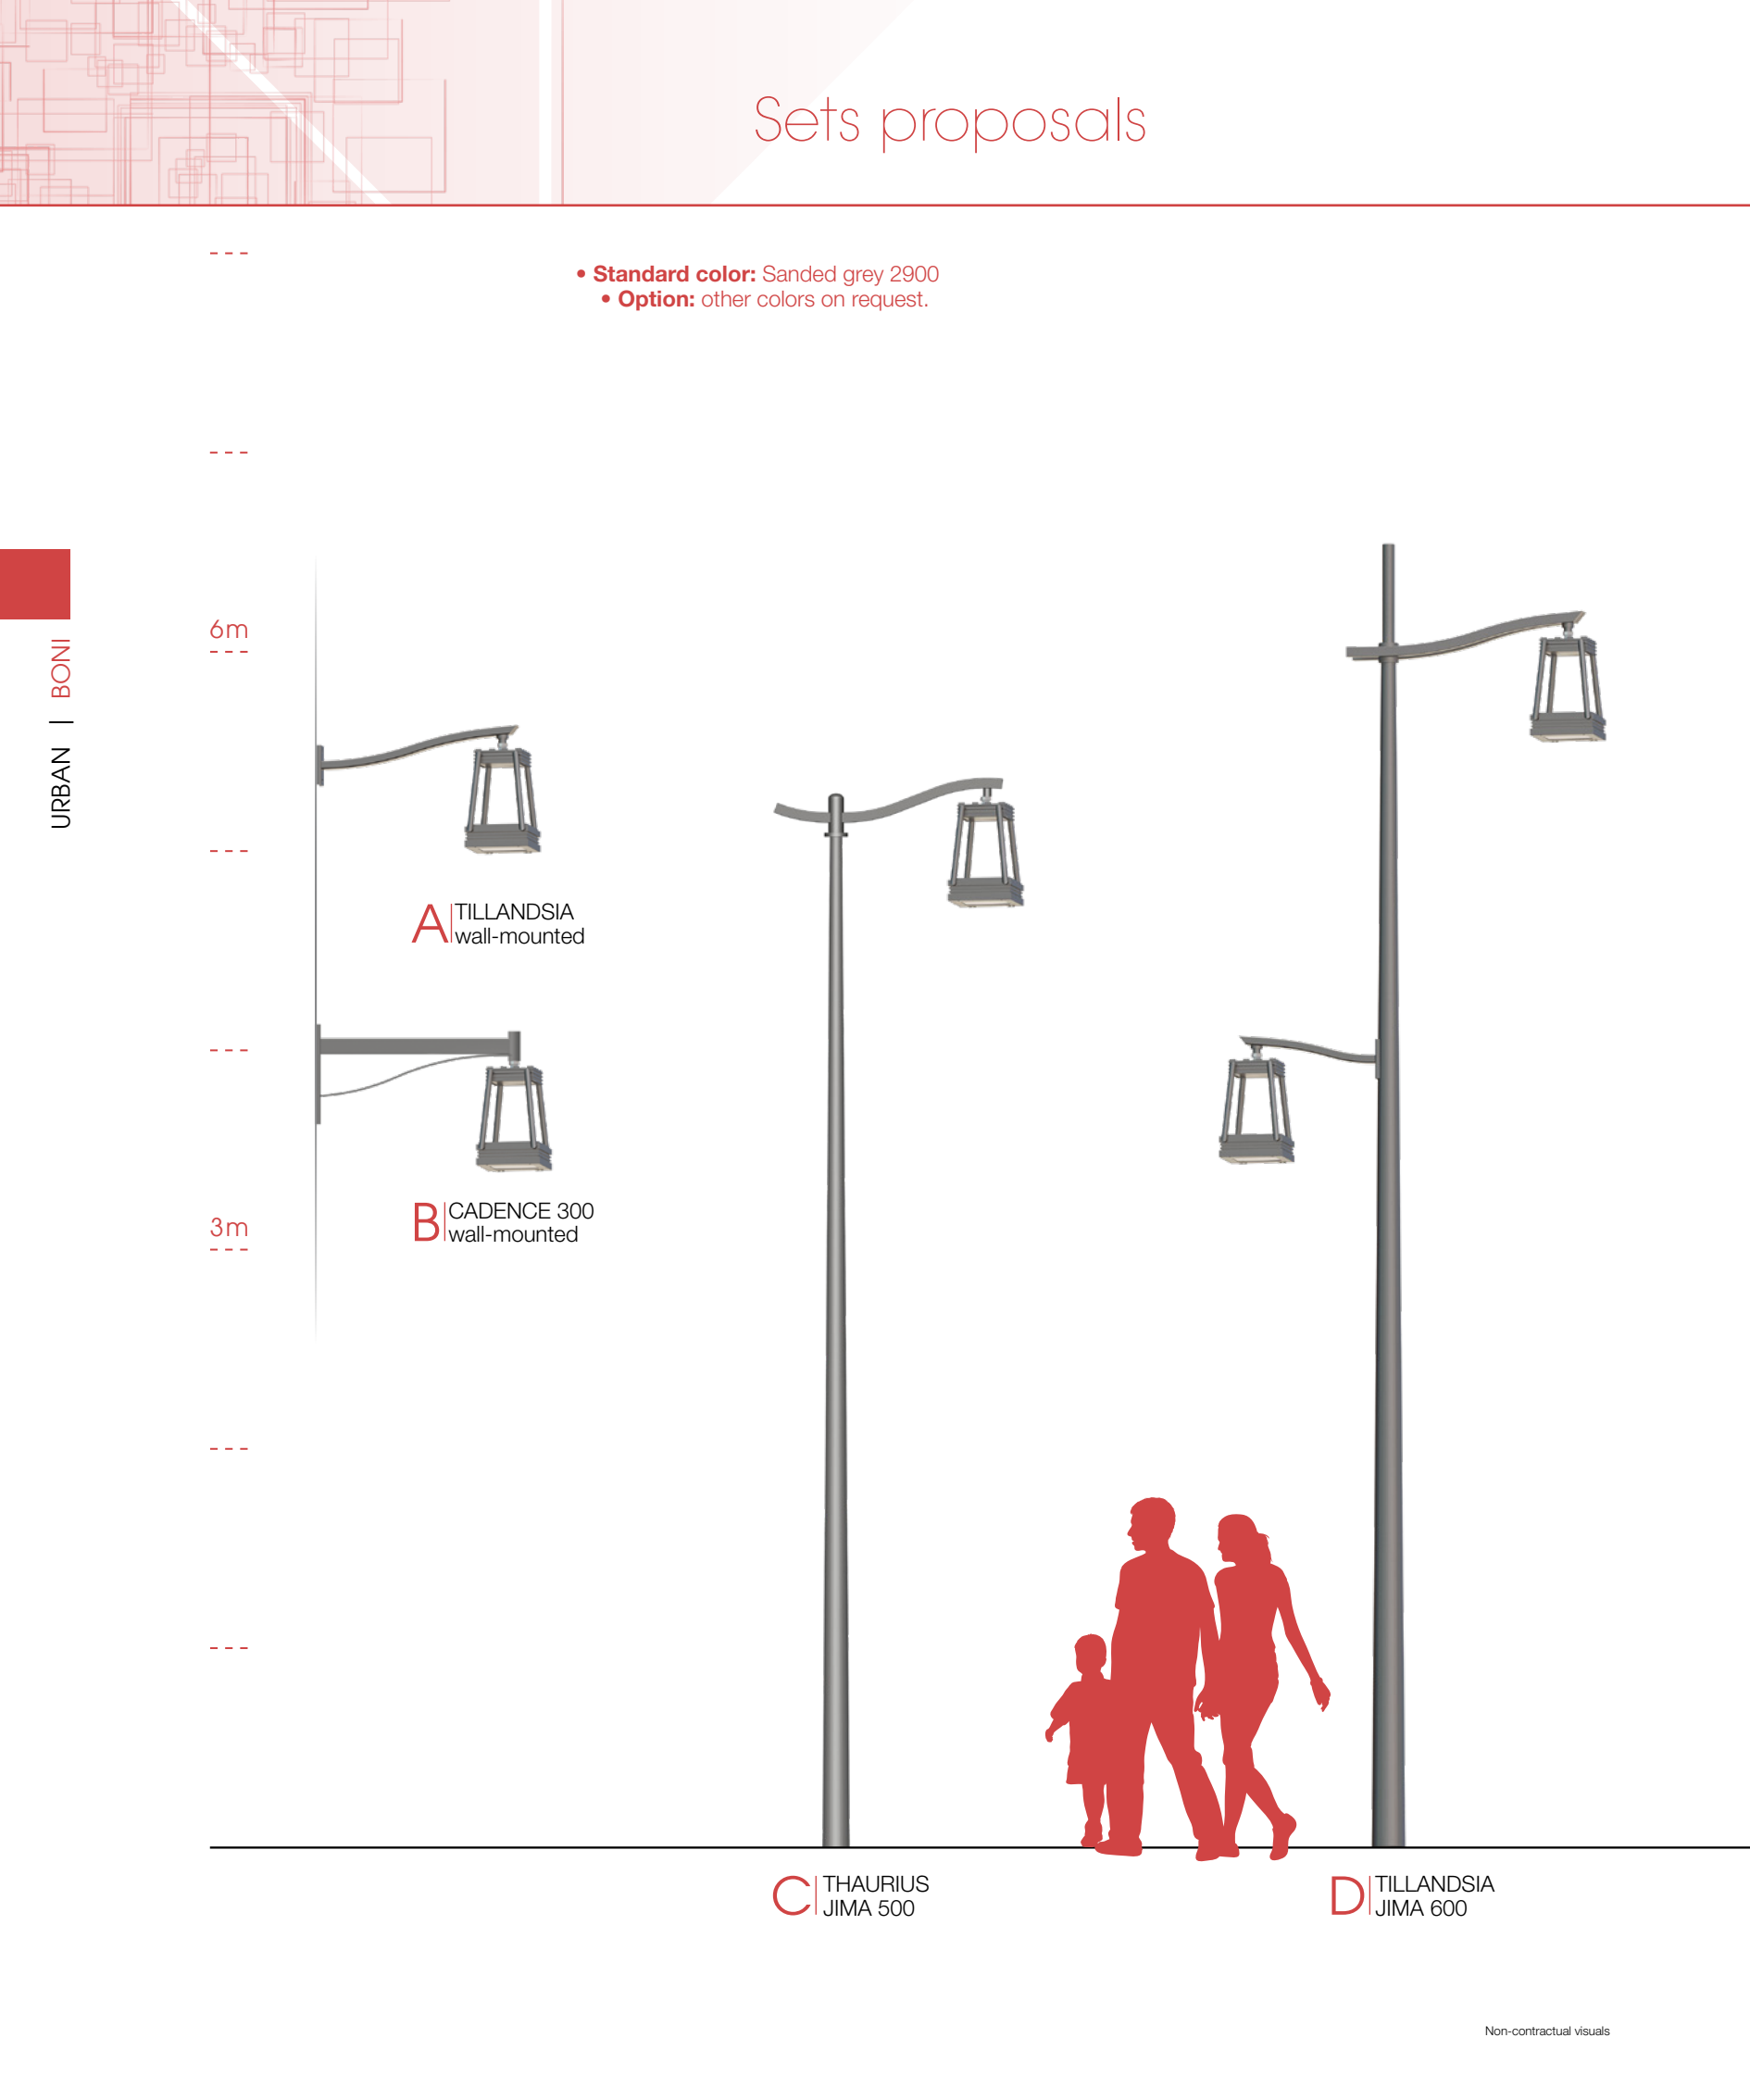 Sets proposals
• Standard color: Sanded grey 2900
• Option: other colors on request.
URBAN | BONI
6m
3m
A TILLANDSIA
wall-mounted
B CADENCE 300
wall-mounted
C THAURIUS
JIMA 500
D TILLANDSIA
JIMA 600
Non-contractual visuals